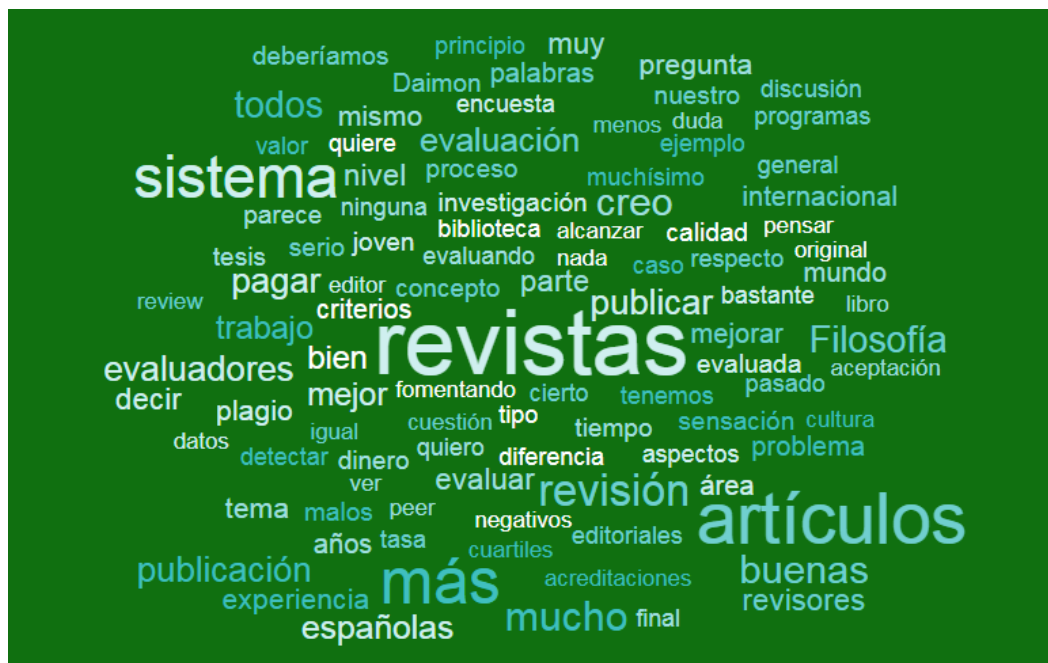 deberíamos principio muy
Daimon palabras pregunta
todos mismo encuesta nuestro discusión
valor quiere evaluación menos duda programas
ejemplo
sistema nivel proceso muchísimo general
parece ninguna investigación creo internacional
biblioteca alcanzar calidad pensar
tesis serio joven evaluando nada caso respecto original
pagar editor concepto parte mundo
review criterios publicar bastante libro
trabajo revistas mejorar Filosofía
evaluadores bien evaluada aceptación
decir mejor fomentando cierto tenemos pasado
plagio igual cuestión tipo tiempo sensación cultura
datos detectar dinero quiero diferencia aspectos problema
ver evaluar revisión área
tema malos peer negativos artículos
años tasa cuartiles editoriales
publicación más acreditaciones buenas
experiencia mucho final revisores
españolas